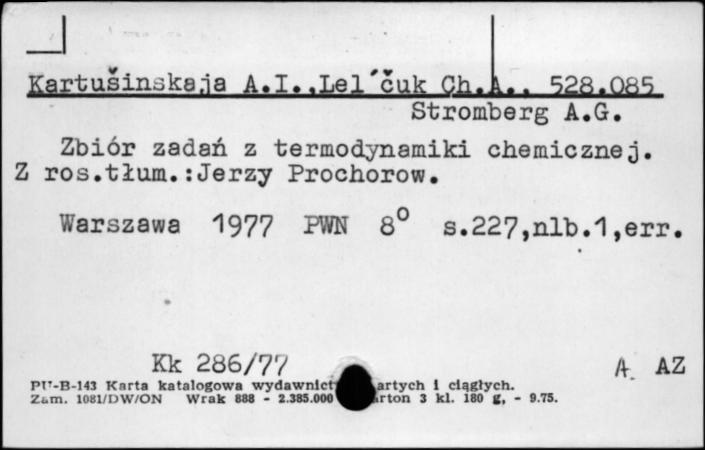 Kartušinskaja A.I.,Lel´čuk Ch.A., 528.085
Stromberg A.G.
Zbiór zadań z termodynamiki chemicznej.
Z ros.tłum.:Jerzy Prochorow.
Warszawa 1977 PWN 8° s.227,nlb.1,err.
Kk 286/77 A AZ
PU-B-143 Karta katalogowa wydawnict artych i ciągłych.
Zam. 1081/DW/ON Wrak 888 - 2.385.000 arton 3 kl. 180 g, - 9.75.